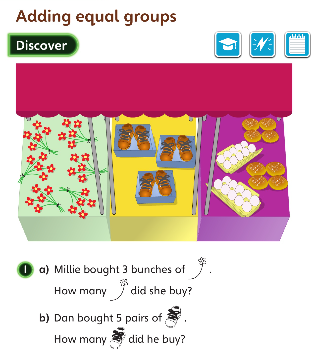 Adding equal groups
Discover
1 a) Millie bought 3 bunches of .
How many did she buy?
b) Dan bought 5 pairs of .
How many did he buy?